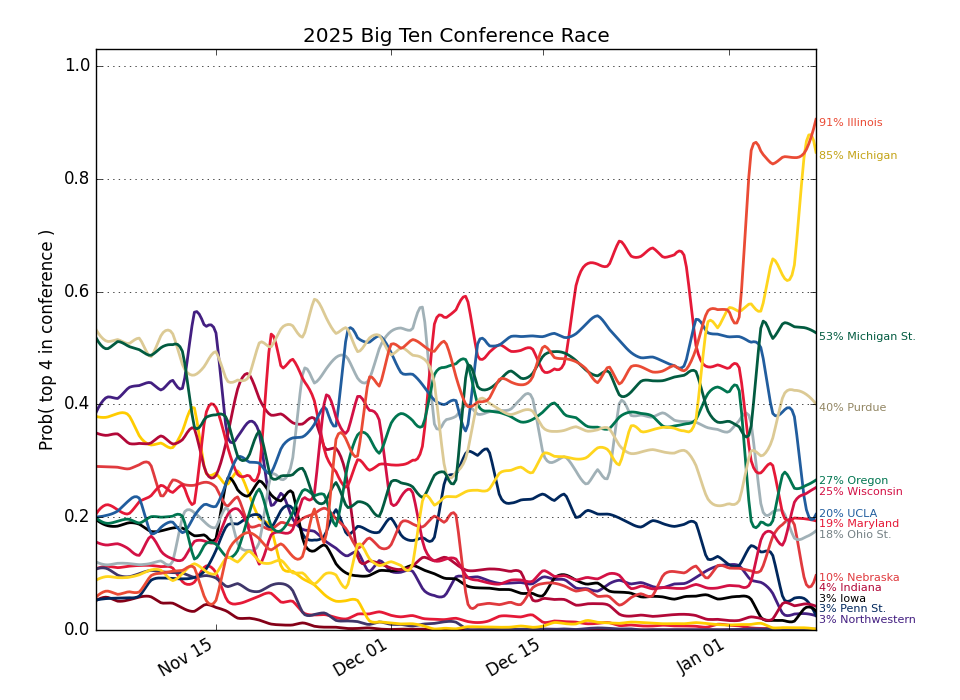 2025 Big Ten Conference Race
Prob( top 4 in conference )
1.0
0.8
0.6
0.4
0.2
0.0
Nov 15
Dec 01
Dec 15
Jan 01
91% Illinois
85% Michigan
53% Michigan St.
40% Purdue
27% Oregon
25% Wisconsin
20% UCLA
19% Maryland
18% Ohio St.
10% Nebraska
4% Indiana
3% Iowa
3% Penn St.
3% Northwestern